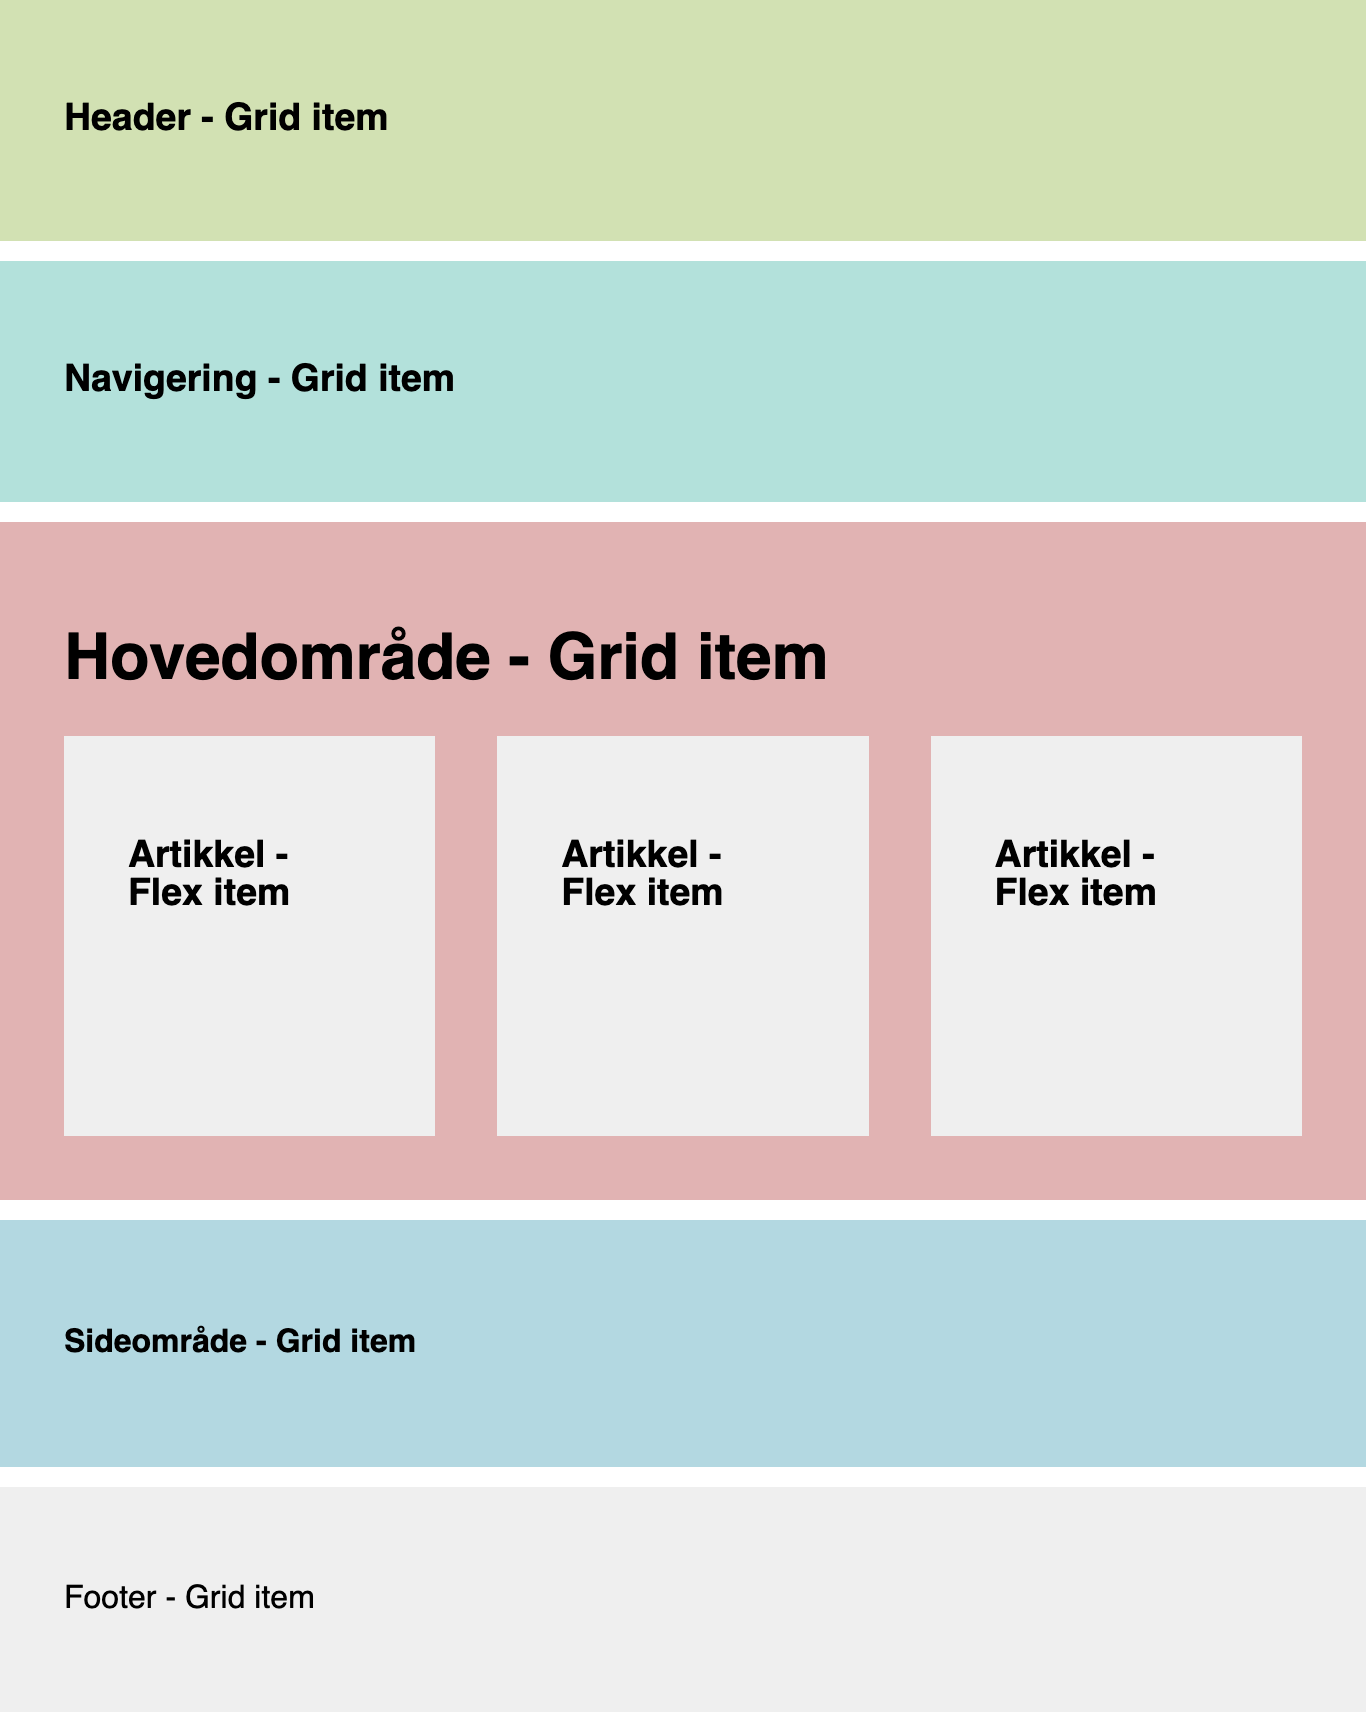 Header - Grid item
Navigering - Grid item
Hovedområde - Grid item
Artikkel -
Flex item
Artikkel -
Flex item
Artikkel -
Flex item
Sideområde - Grid item
Footer - Grid item